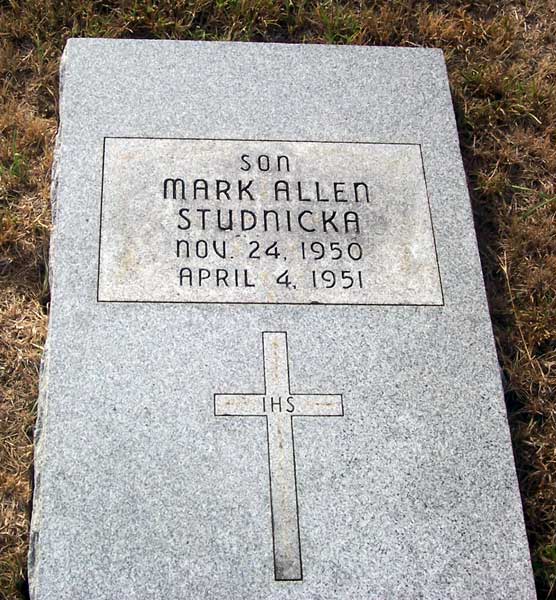 SON
MARK ALLEN
STUDNICKA
NOV. 24, 1950
APRIL 4, 1951
IHS